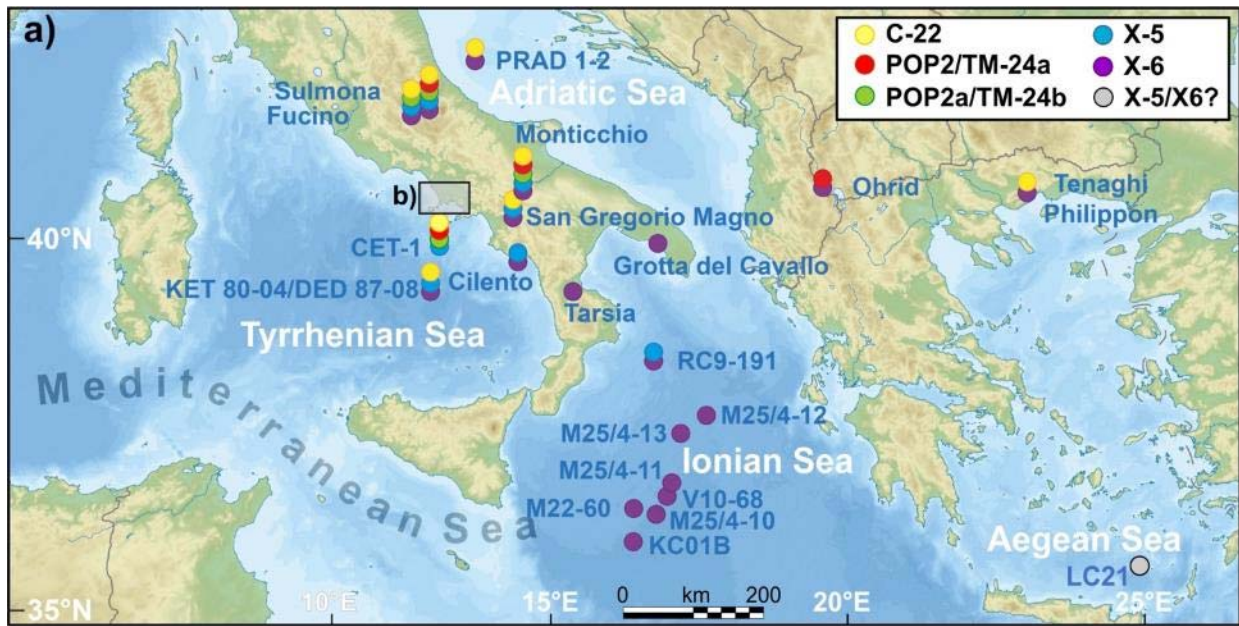 a)
C-22
X-5
POP2/TM-24a
X-6
POP2a/TM-24b
X-5/X6?
PRAD 1-2
Adriatic Sea
Sulmona
Fucino
Monticchio
b)
Ohrid
Tenaghi
Philippon
San Gregorio Magno
40°N
CET-1
Grotta del Cavallo
KET 80-04/DED 87-08
Cilento
Tarsia
Tyrrhenian Sea
RC9-191
Mediterranean Sea
M25/4-12
M25/4-13
Ionian Sea
M25/4-11
V10-68
M22-60
M25/4-10
KC01B
Aegean Sea
LC21
0 km 200
35°N
10°E
15°E
20°E
25°E